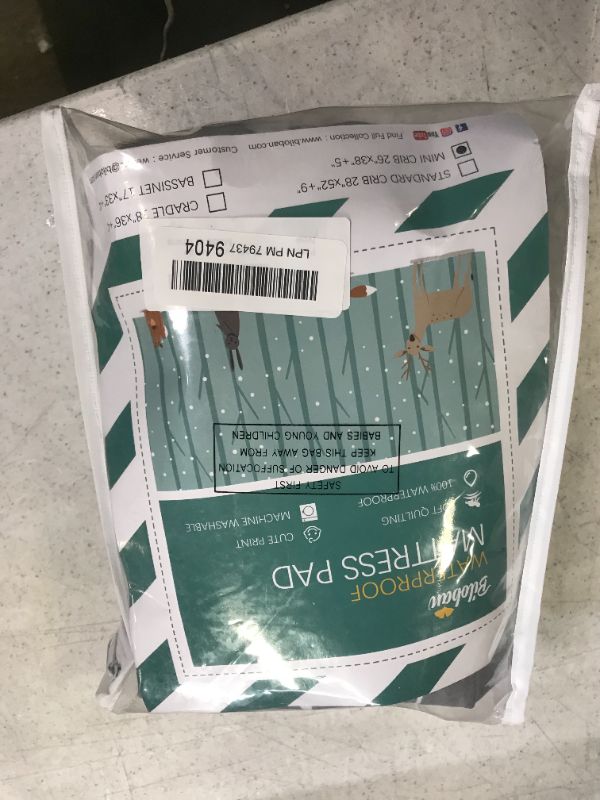 Biloban
WATERPROOF
MATTRESS PAD
SOFT QUILTING
CUTE PRINT
100% WATERPROOF
MACHINE WASHABLE
SAFETY FIRST
TO AVOID DANGER OF SUFFOCATION
KEEP THIS BAG AWAY FROM
BABIES AND YOUNG CHILDREN
LPN PM 79437 9404
STANDARD CRIB 28"X52"+9"
CRADLE
MINI CRIB 26"X38"+5"
BASSINET 17"
Find Full Collection : www.biloban.com
Customer Service :